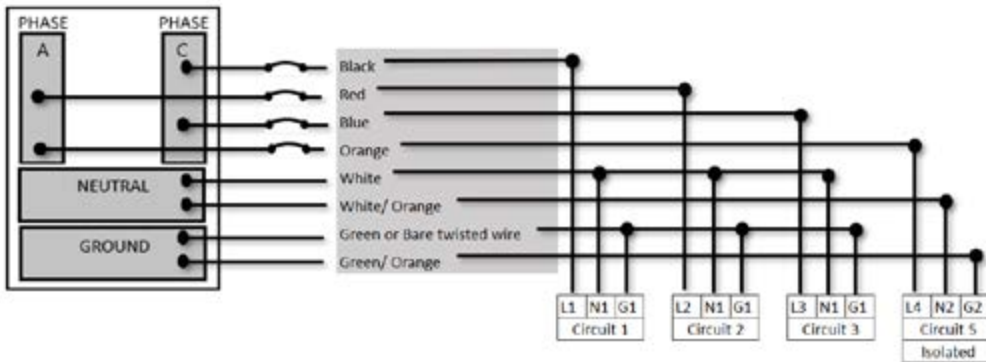 PHASE PHASE
A C
Black
Red
Blue
Orange
NEUTRAL White
White/ Orange
GROUND Green or Bare twisted wire
Green/ Orange
L1 N1 G1 L2 N1 G1 L3 N1 G1 L4 N2 G2
Circuit 1 Circuit 2 Circuit 3 Circuit 5
Isolated